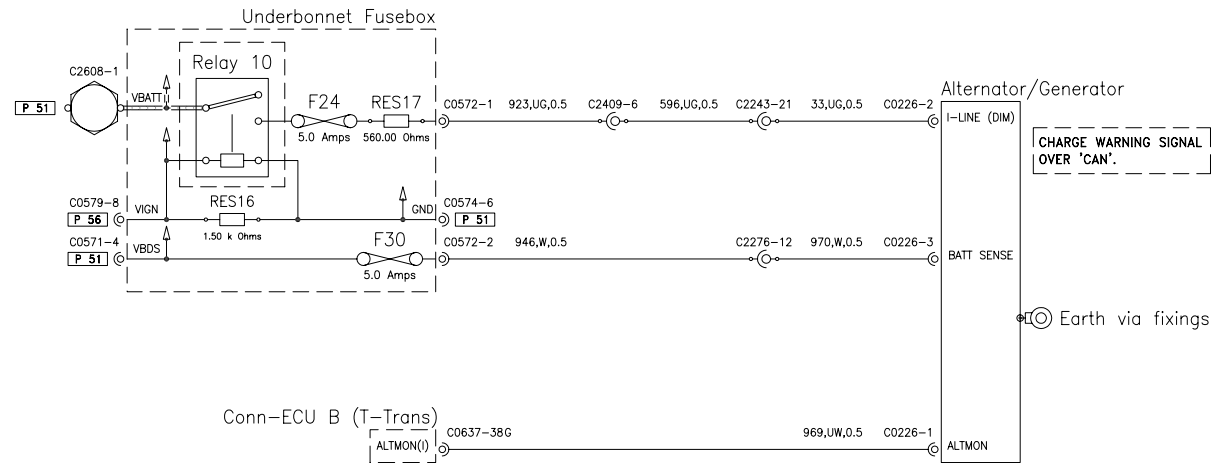 Underbonnet Fusebox
C2608-1
Relay 10
P 51
VBATT
F24
RES17
C0572-1
923,UG,0.5
C2409-6
596,UG,0.5
C2243-21
33,UG,0.5
C0226-2
Alternator/Generator
I-LINE (DIM)
5.0 Amps
560.00 Ohms
CHARGE WARNING SIGNAL
OVER 'CAN'.
C0579-8
P 56
VIGN
RES16
1.50 k Ohms
GND
C0574-6
P 51
C0571-4
P 51
VBDS
F30
5.0 Amps
C0572-2
946,W,0.5
C2276-12
970,W,0.5
C0226-3
BATT SENSE
Earth via fixings
Conn-ECU B (T-Trans)
ALTMON(I)
C0637-38G
969,UW,0.5
C0226-1
ALTMON